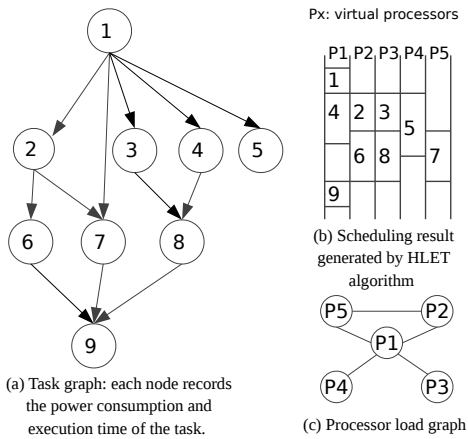 Px: virtual processors
P1 P2 P3 P4 P5
1
4 2 3
5
6 8 7
9
1
2 3 4 5
6 7 8
9
(a) Task graph: each node records
the power consumption and
execution time of the task.
(b) Scheduling result
generated by HLET
algorithm
P5 P2
P1
P4 P3
(c) Processor load graph